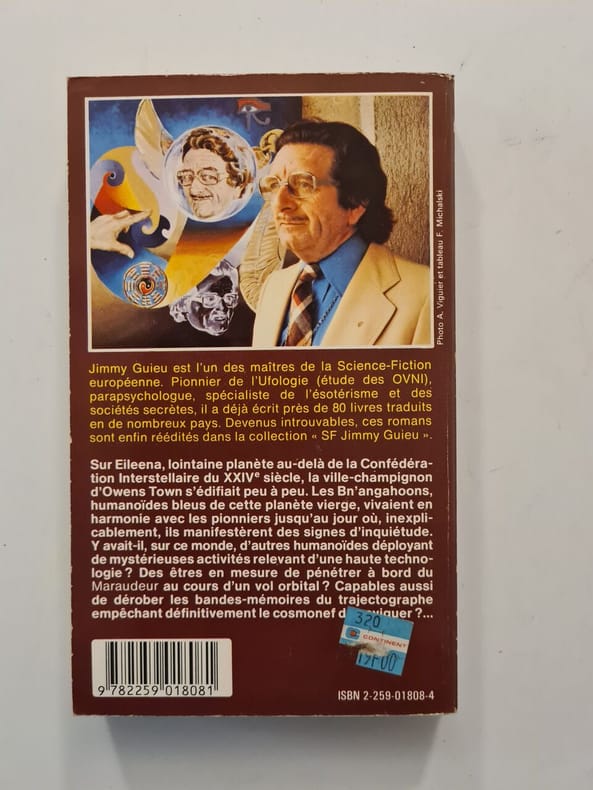 Photo A. Viguier et tableau F. Michalski
Jimmy Guieu est l'un des maîtres de la Science-Fiction
européenne. Pionnier de l'Ufologie (étude des OVNI),
parapsychologue, spécialiste de l'ésotérisme et des
sociétés secrètes, il a déjà écrit près de 80 livres traduits
en de nombreux pays. Devenus introuvables, ces romans
sont enfin réédités dans la collection « SF Jimmy Guieu ».
Sur Eileena, lointaine planète au-delà de la Confédéra-
tion Interstellaire du XXIVe siècle, la ville-champignon
d'Owens Town s'édifiait peu à peu. Les Bn'angahoons,
humanoïdes bleus de cette planète vierge, vivaient en
harmonie avec les pionniers jusqu'au jour où, inexpli-
cablement, ils manifestèrent des signes d'inquiétude.
Y avait-il, sur ce monde, d'autres humanoïdes déployant
de mystérieuses activités relevant d'une haute techno-
logie ? Des êtres en mesure de pénétrer à bord du
Maraudeur au cours d'un vol orbital ? Capables aussi
de dérober les bandes-mémoires du trajectographe
empêchant définitivement le cosmonef ?...
320
CONTINENT
19F00
9 782259 018081
ISBN 2-259-01808-4